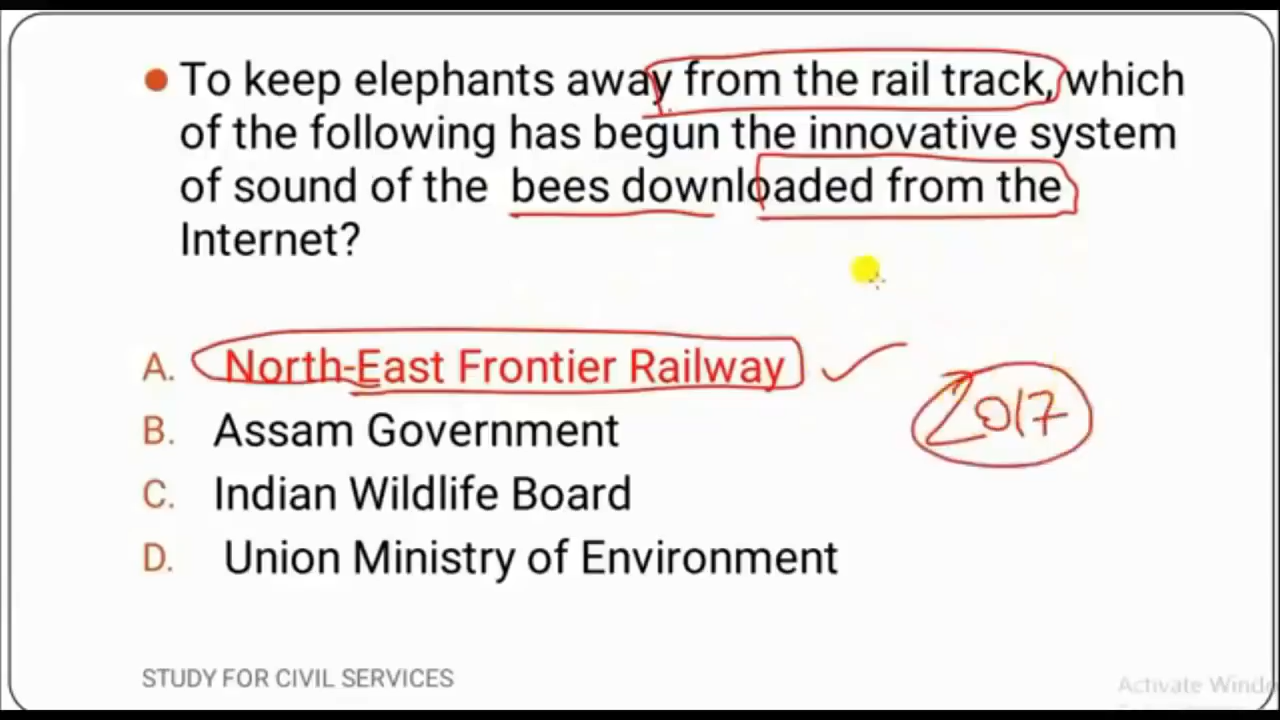 To keep elephants away from the rail track, which
of the following has begun the innovative system
of sound of the bees downloaded from the
Internet?
A. North-East Frontier Railway
2017
B. Assam Government
C. Indian Wildlife Board
D. Union Ministry of Environment
STUDY FOR CIVIL SERVICES
Activate Windo